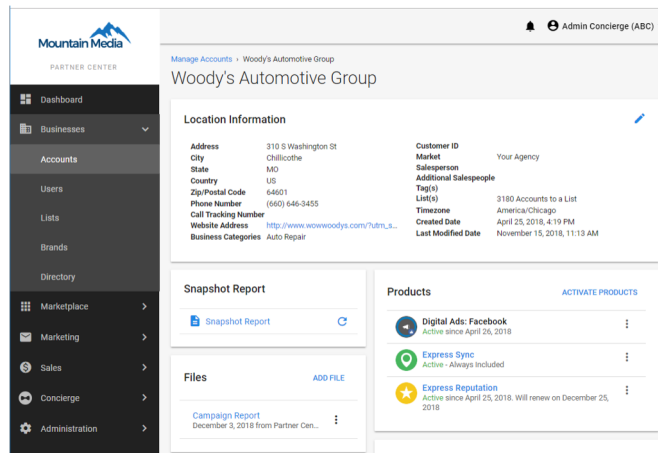 Mountain Media
PARTNER CENTER
Dashboard
Businesses
Accounts
Users
Lists
Brands
Directory
Marketplace
Marketing
Sales
Concierge
Administration
Admin Concierge (ABC)
Manage Accounts › Woody's Automotive Group
Woody's Automotive Group
Location Information
Address 310 S Washington St
City Chillicothe
State MO
Country US
Zip/Postal Code 64601
Phone Number (660) 646-3455
Call Tracking Number
Website Address http://www.wowwoodys.com/?utm_s...
Business Categories Auto Repair
Customer ID
Market Your Agency
Salesperson
Additional Salespeople
Tag(s)
List(s) 3180 Accounts to a List
Timezone America/Chicago
Created Date April 25, 2018, 4:19 PM
Last Modified Date November 15, 2018, 11:13 AM
Snapshot Report
Snapshot Report
Files ADD FILE
Campaign Report
December 3, 2018 from Partner Cen...
Products ACTIVATE PRODUCTS
Digital Ads: Facebook
Active since April 26, 2018
Express Sync
Active - Always Included
Express Reputation
Active since April 25, 2018. Will renew on December 25,
2018